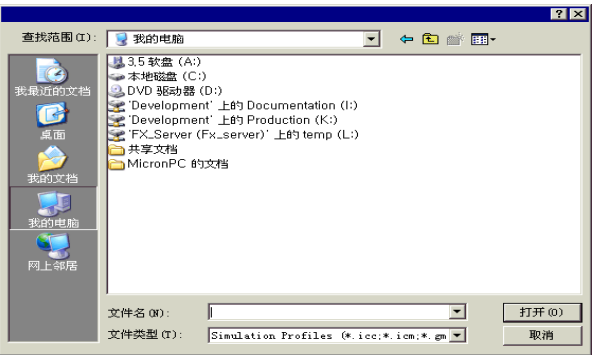 查找范围(I):
我的电脑
我最近的文档
桌面
我的文档
我的电脑
网上邻居
3.5 软盘 (A:)
本地磁盘 (C:)
DVD 驱动器 (D:)
'Development' 上的 Documentation (I:)
'Development' 上的 Production (K:)
'FX_Server (Fx_server)' 上的 temp (L:)
共享文档
MicronPC 的文档
文件名(N):
打开(O)
文件类型(T):
Simulation Profiles (*.icc;*.icm;*.gm
取消